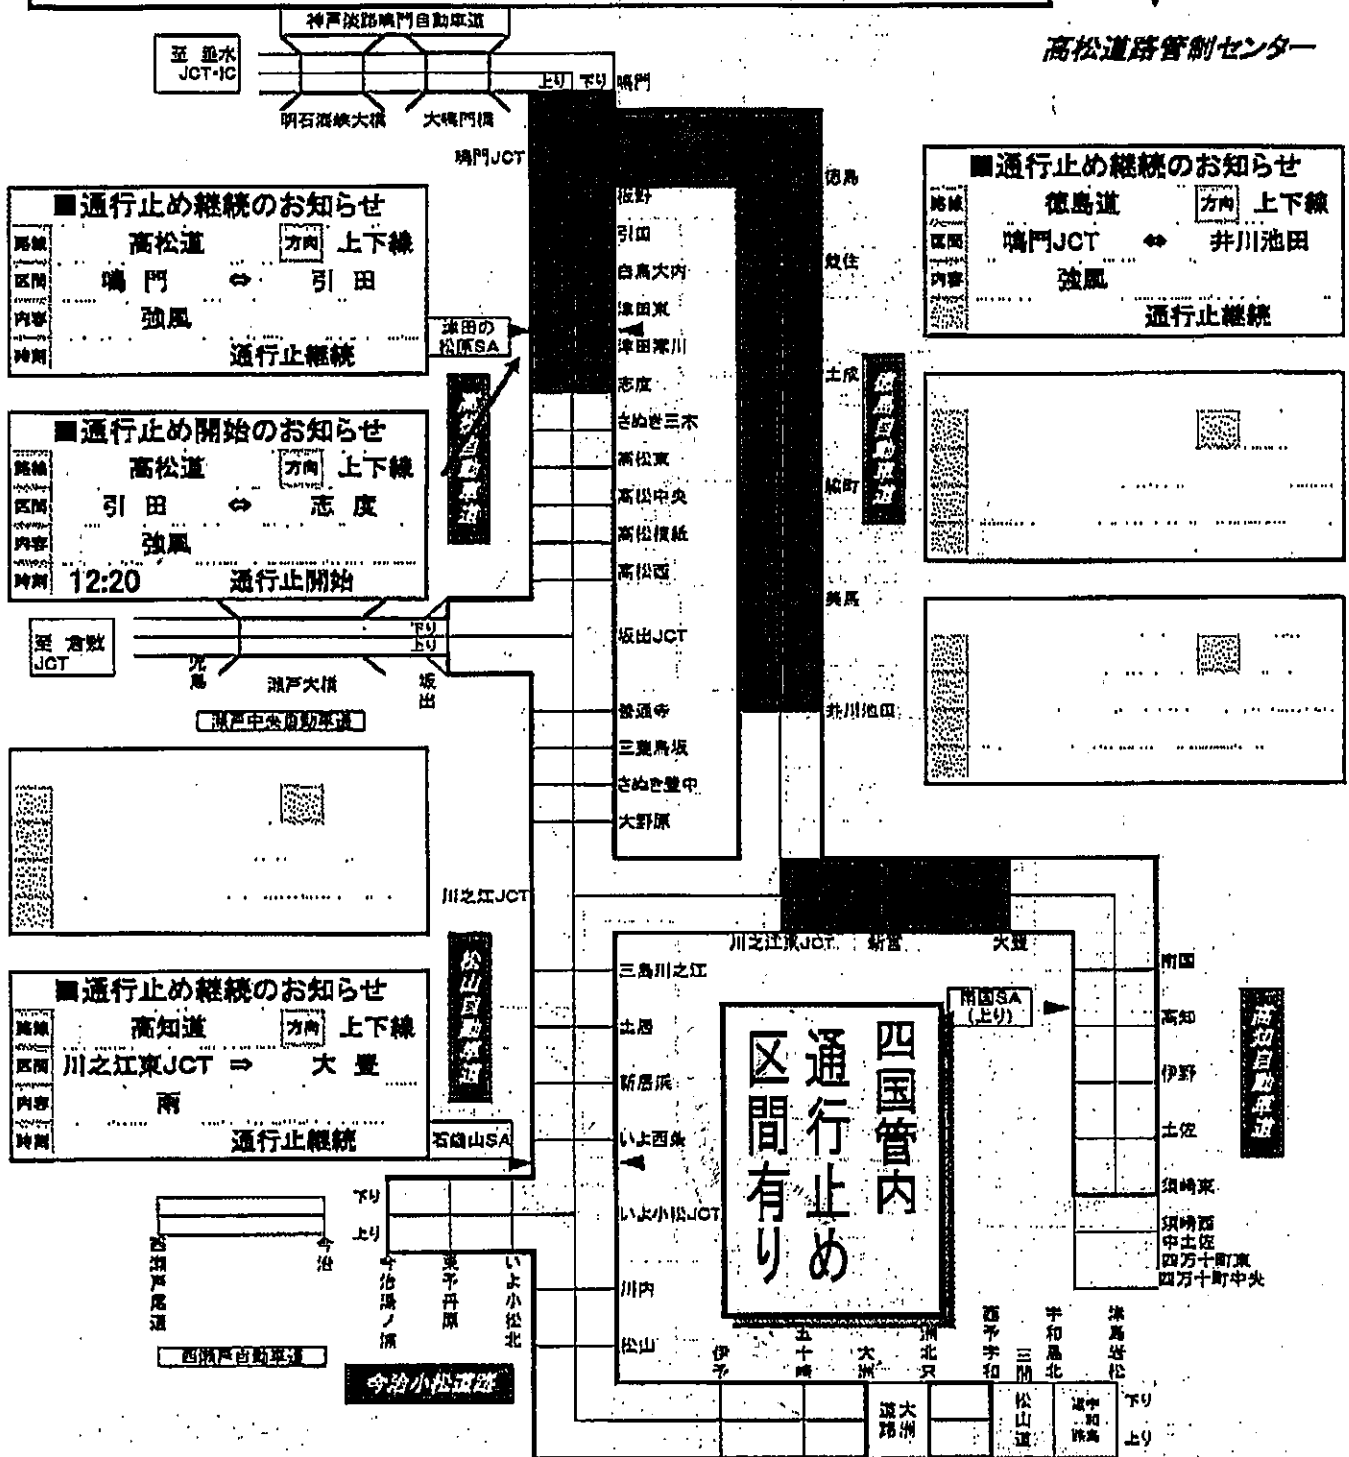 神戸淡路鳴門自動車道
高松道路管制センター
至 垂水
JCT・IC
上り 下り 鳴門
明石海峡大橋 大鳴門橋
鳴門JCT
■通行止め継続のお知らせ
路線 高松道 方向 上下線
区間 鳴門 ⇔ 引田
内容 強風
時刻 通行止継続
■通行止め継続のお知らせ
路線 徳島道 方向 上下線
区間 鳴門JCT ⇔ 井川池田
内容 強風
通行止継続
板野
引田
白鳥大内
津田東
津田寒川
志度
さぬき三木
高松東
高松中央
高松檀紙
高松西
坂出JCT
善通寺
三豊鳥坂
さぬき豊中
大野原
徳島
藍住
土成
脇町
美馬
井川池田
津田の
松原SA
高松自動車道
徳島自動車道
■通行止め開始のお知らせ
路線 高松道 方向 上下線
区間 引田 ⇔ 志度
内容 強風
時刻 12:20 通行止開始
至 倉敷
JCT
下り
上り
児島
瀬戸大橋
坂出
瀬戸中央自動車道
川之江JCT
川之江東JCT 新宮 大豊
三島川之江
土居
新居浜
いよ西条
いよ小松JCT
川内
松山
松山自動車道
■通行止め継続のお知らせ
路線 高知道 方向 上下線
区間 川之江東JCT ⇒ 大豊
内容 雨
時刻 通行止継続
石鎚山SA
四国管内
通行止め
区間有り
南国SA
(上り)
南国
高知
伊野
土佐
須崎東
須崎西
中土佐
四万十町東
四万十町中央
高知自動車道
下り
上り
西瀬戸尾道
今治
今治湯ノ浦
東予丹原
いよ小松北
西瀬戸自動車道
今治小松道路
伊予
五十崎
大洲
大洲北只
西予宇和
三間
宇和島北
津島岩松
大洲
道路
松山道
宇和島
道路
下り
上り